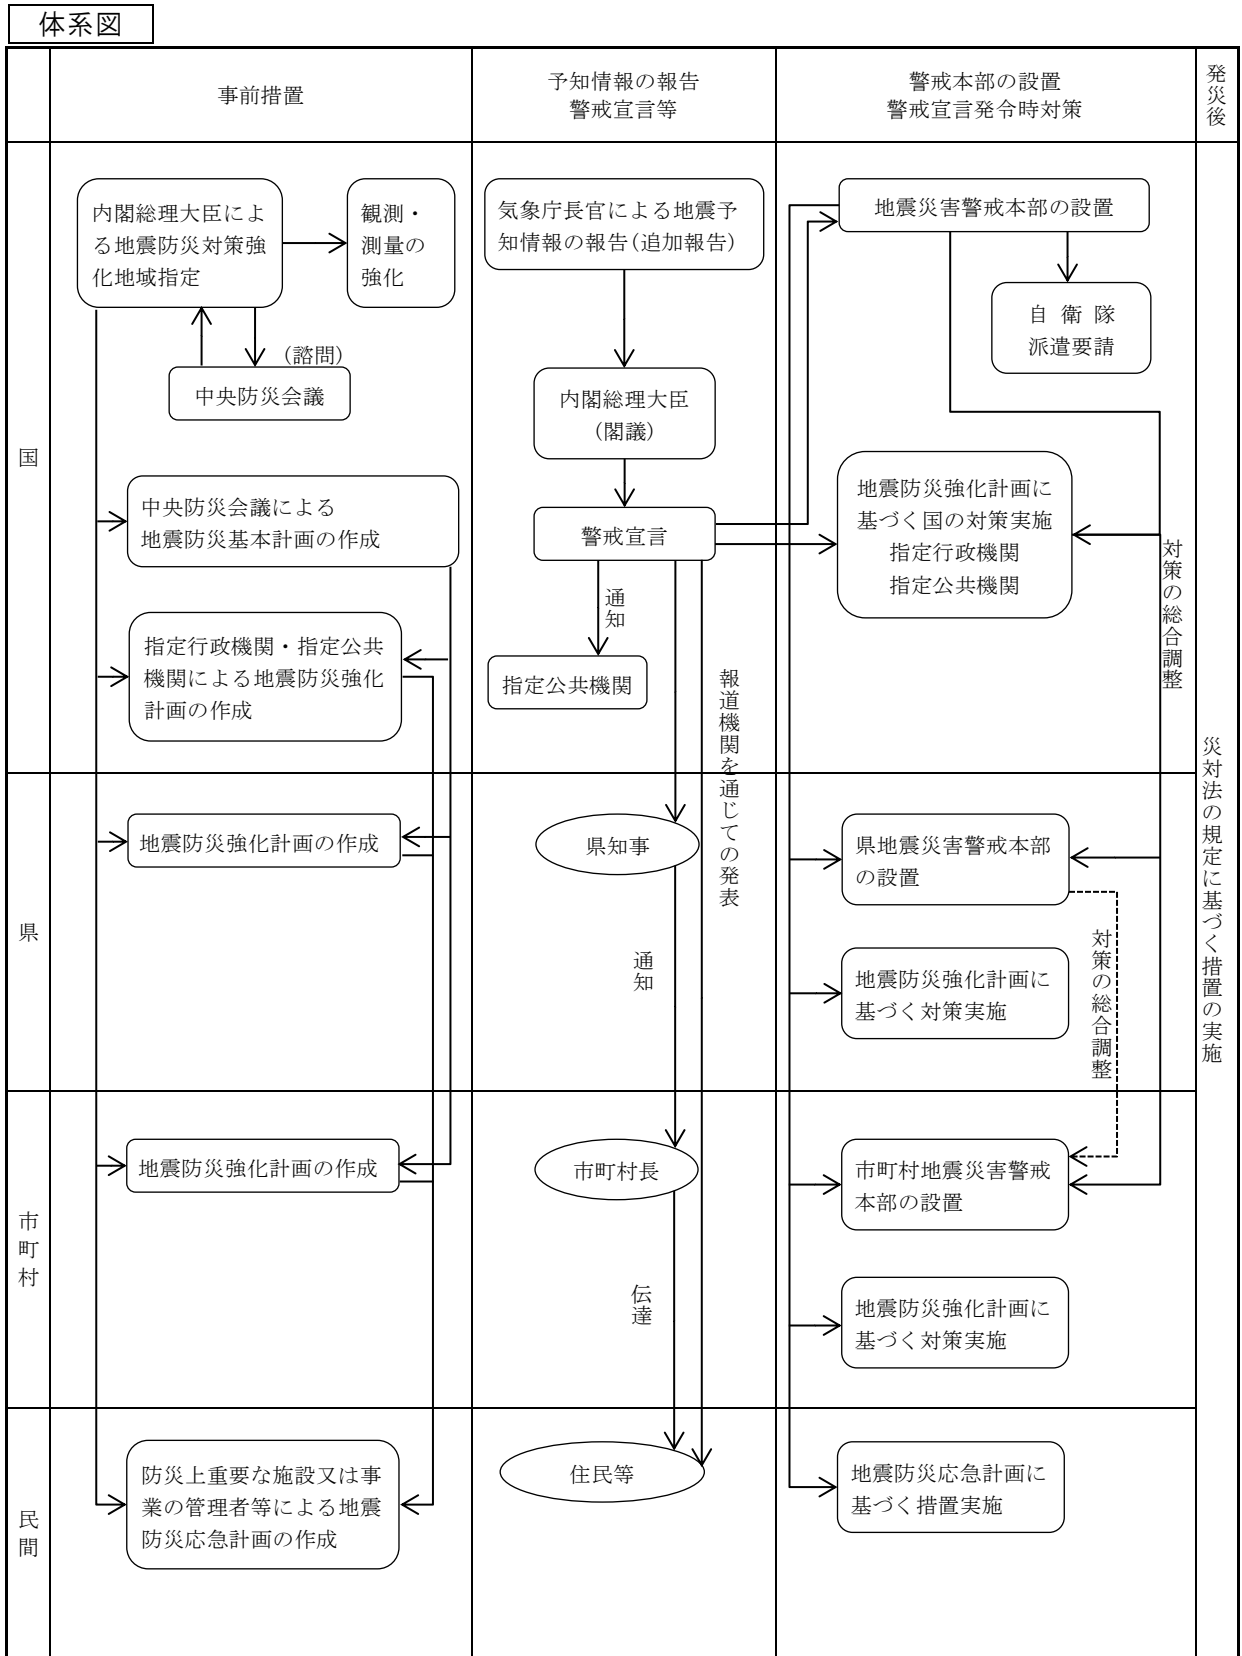 体系図
事前措置
予知情報の報告
警戒宣言等
警戒本部の設置
警戒宣言発令時対策
発災後
国
内閣総理大臣によ
る地震防災対策強
化地域指定
観測・
測量の
強化
(諮問)
中央防災会議
中央防災会議による
地震防災基本計画の作成
指定行政機関・指定公共
機関による地震防災強化
計画の作成
気象庁長官による地震予
知情報の報告(追加報告)
内閣総理大臣
(閣議)
警戒宣言
通知
指定公共機関
報道機関を通じての発表
地震災害警戒本部の設置
自衛隊
派遣要請
地震防災強化計画に
基づく国の対策実施
指定行政機関
指定公共機関
対策の総合調整
災対法の規定に基づく措置の実施
県
地震防災強化計画の作成
県知事
通知
県地震災害警戒本部
の設置
地震防災強化計画に
基づく対策実施
対策の総合調整
市町村
地震防災強化計画の作成
市町村長
伝達
市町村地震災害警戒
本部の設置
地震防災強化計画に
基づく対策実施
民間
防災上重要な施設又は事
業の管理者等による地震
防災応急計画の作成
住民等
地震防災応急計画に
基づく措置実施